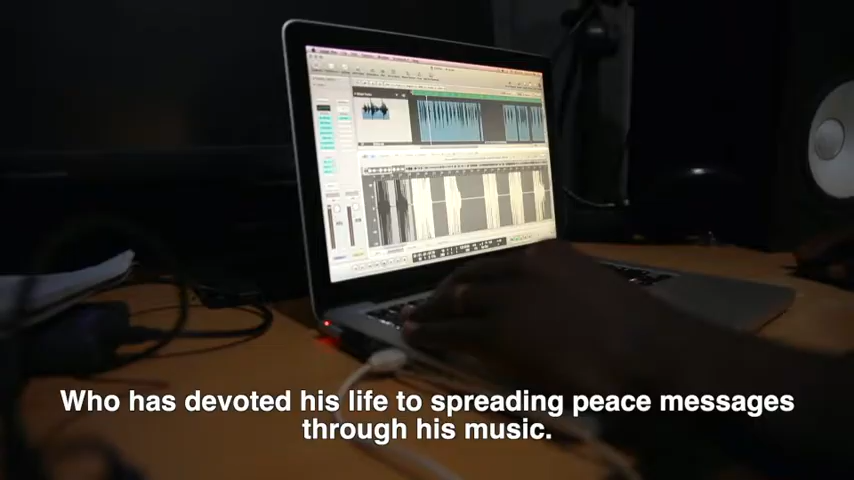 Who has devoted his life to spreading peace messages
through his music.